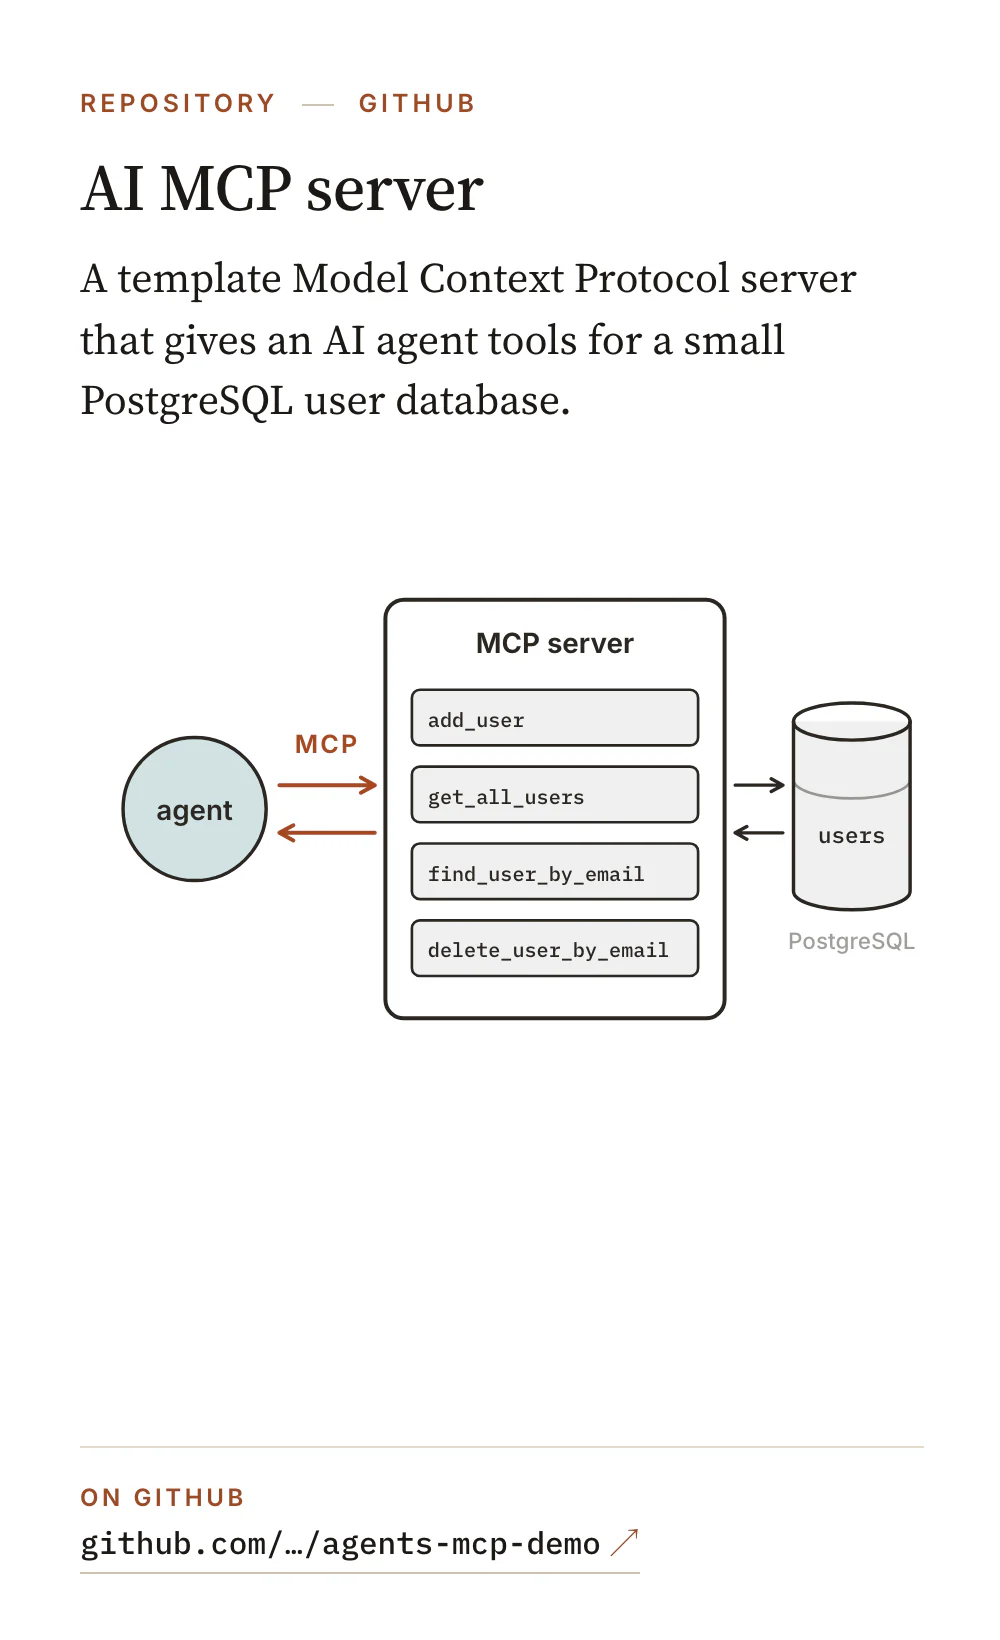 REPOSITORY — GITHUB
AI MCP server
A template Model Context Protocol server
that gives an AI agent tools for a small
PostgreSQL user database.
MCP server
add_user
get_all_users
find_user_by_email
delete_user_by_email
MCP
agent
users
PostgreSQL
ON GITHUB
github.com/…/agents-mcp-demo ↗